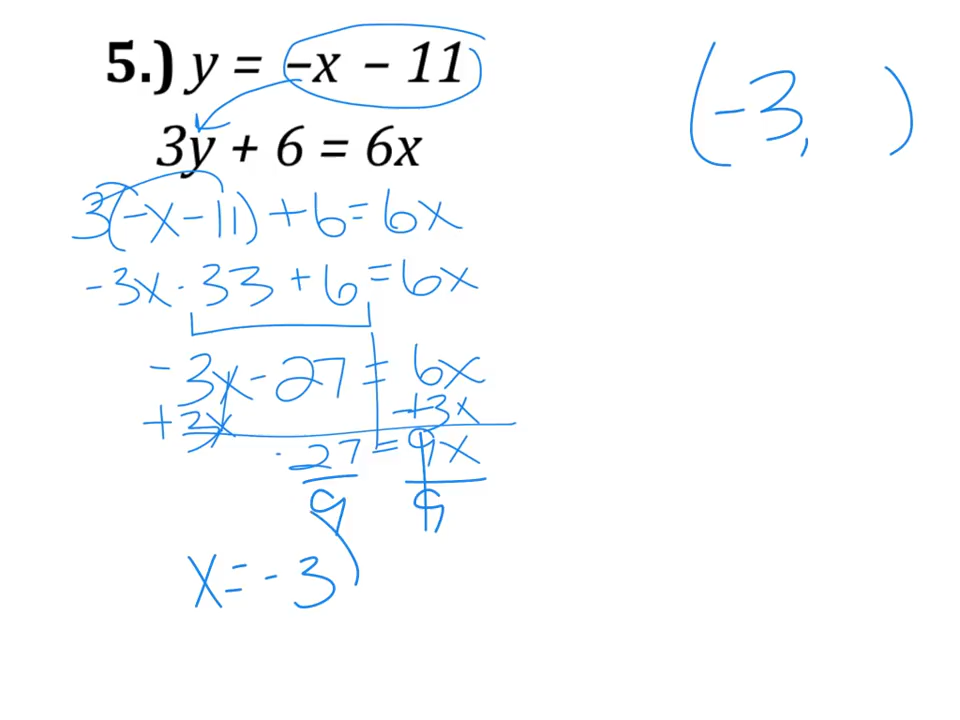 5.) y = −x − 11
3y + 6 = 6x
(-3, )
3(-x-11)+6=6x
-3x-33+6=6x
-3x-27=6x
+3x +3x
-27=9x
9 9
x=-3